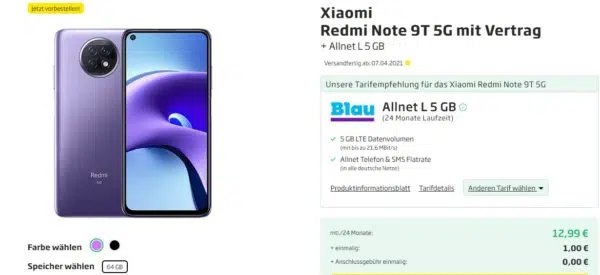 Jetzt vorbestellen!
Xiaomi
Redmi Note 9T 5G mit Vertrag
+ Allnet L 5 GB
Versandfertig ab: 07.04.2021
Unsere Tarifempfehlung für das Xiaomi Redmi Note 9T 5G
Blau
Allnet L 5 GB
(24 Monate Laufzeit)
5 GB LTE Datenvolumen
(mit bis zu 21,6 MBit/s)
Allnet Telefon & SMS Flatrate
(in alle deutsche Netze)
Produktinformationsblatt Tarifdetails Anderen Tarif wählen
Redmi
5G
Farbe wählen
Speicher wählen 64 GB
mtl./24 Monate: 12,99 €
+ einmalig: 1,00 €
+ Anschlussgebühr einmalig: 0,00 €